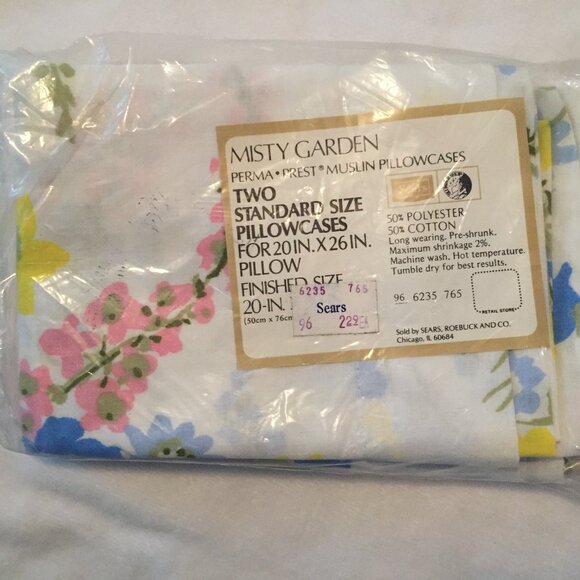 MISTY GARDEN
PERMA • PREST® MUSLIN PILLOWCASES
TWO
STANDARD SIZE
PILLOWCASES
FOR 20 IN. X 26 IN.
PILLOW
FINISHED SIZE
20-IN.
(50cm x 76cm
6235 765
Sears
96
Sears
50% POLYESTER
50% COTTON
Long wearing. Pre-shrunk.
Maximum shrinkage 2%.
Machine wash. Hot temperature.
Tumble dry for best results.
96 6235 765
RETAIL STORE
Sold by SEARS, ROEBUCK AND CO.
Chicago, IL 60684